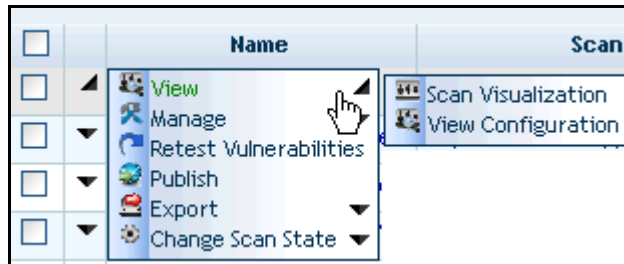 Name
Scan
View
Scan Visualization
Manage
View Configuration
Retest Vulnerabilities
Publish
Export
Change Scan State